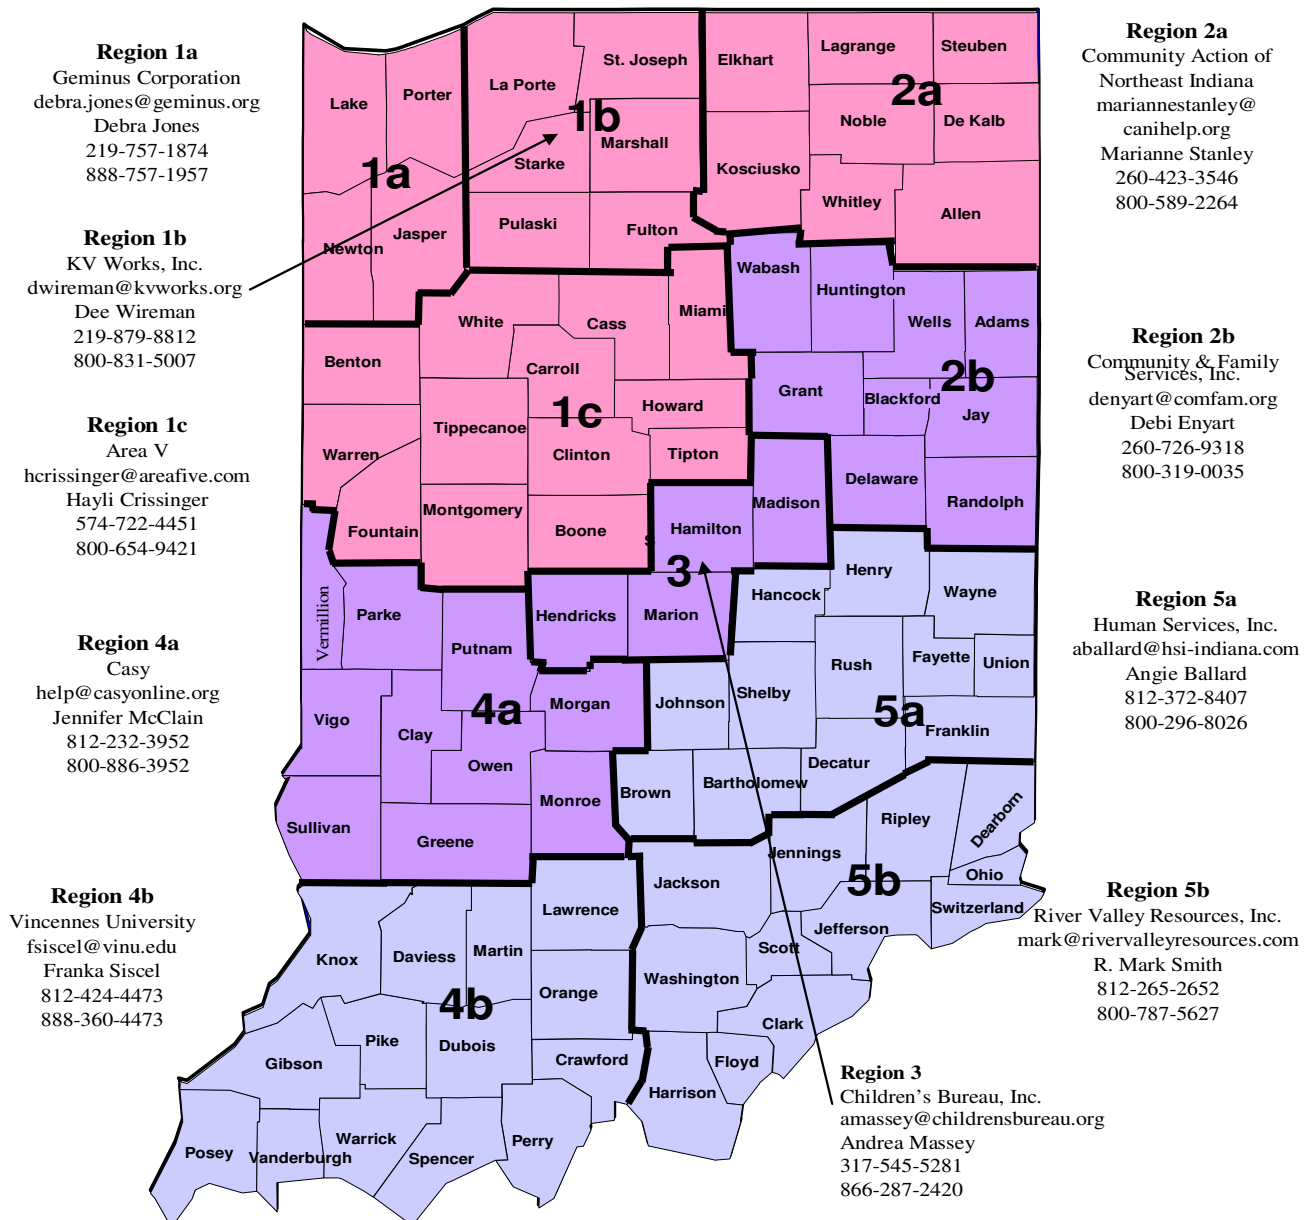 Region 1a
Geminus Corporation
debra.jones@geminus.org
Debra Jones
219-757-1874
888-757-1957
Region 1b
KV Works, Inc.
dwireman@kvworks.org
Dee Wireman
219-879-8812
800-831-5007
Region 1c
Area V
hcrissinger@areafive.com
Hayli Crissinger
574-722-4451
800-654-9421
Region 4a
Casy
help@casyonline.org
Jennifer McClain
812-232-3952
800-886-3952
Region 4b
Vincennes University
fsiscel@vinu.edu
Franka Siscel
812-424-4473
888-360-4473
Lake
Porter
1a
Newton
Jasper
La Porte
St. Joseph
1b
Starke
Marshall
Pulaski
Fulton
Elkhart
Lagrange
Steuben
2a
Noble
De Kalb
Kosciusko
Whitley
Allen
White
Cass
Miami
Benton
Carroll
1c
Howard
Warren
Tippecanoe
Clinton
Tipton
Fountain
Montgomery
Boone
Wabash
Huntington
Wells
Adams
2b
Grant
Blackford
Jay
Delaware
Randolph
Madison
Hamilton
s
3
Hendricks
Marion
Vermillion
Parke
Putnam
4a
Morgan
Vigo
Clay
Owen
Monroe
Sullivan
Greene
Henry
Wayne
Hancock
Rush
Fayette
Union
Shelby
Johnson
5a
Franklin
Decatur
Brown
Bartholomew
Ripley
Dearborn
Jennings
5b
Ohio
Switzerland
Jackson
Jefferson
Scott
Washington
Clark
Floyd
Harrison
Lawrence
Knox
Daviess
Martin
4b
Orange
Pike
Dubois
Gibson
Crawford
Posey
Vanderburgh
Warrick
Spencer
Perry
Region 2a
Community Action of
Northeast Indiana
mariannestanley@
canihelp.org
Marianne Stanley
260-423-3546
800-589-2264
Region 2b
Community & Family
Services, Inc.
denyart@comfam.org
Debi Enyart
260-726-9318
800-319-0035
Region 5a
Human Services, Inc.
aballard@hsi-indiana.com
Angie Ballard
812-372-8407
800-296-8026
Region 5b
River Valley Resources, Inc.
mark@rivervalleyresources.com
R. Mark Smith
812-265-2652
800-787-5627
Region 3
Children's Bureau, Inc.
amassey@childrensbureau.org
Andrea Massey
317-545-5281
866-287-2420